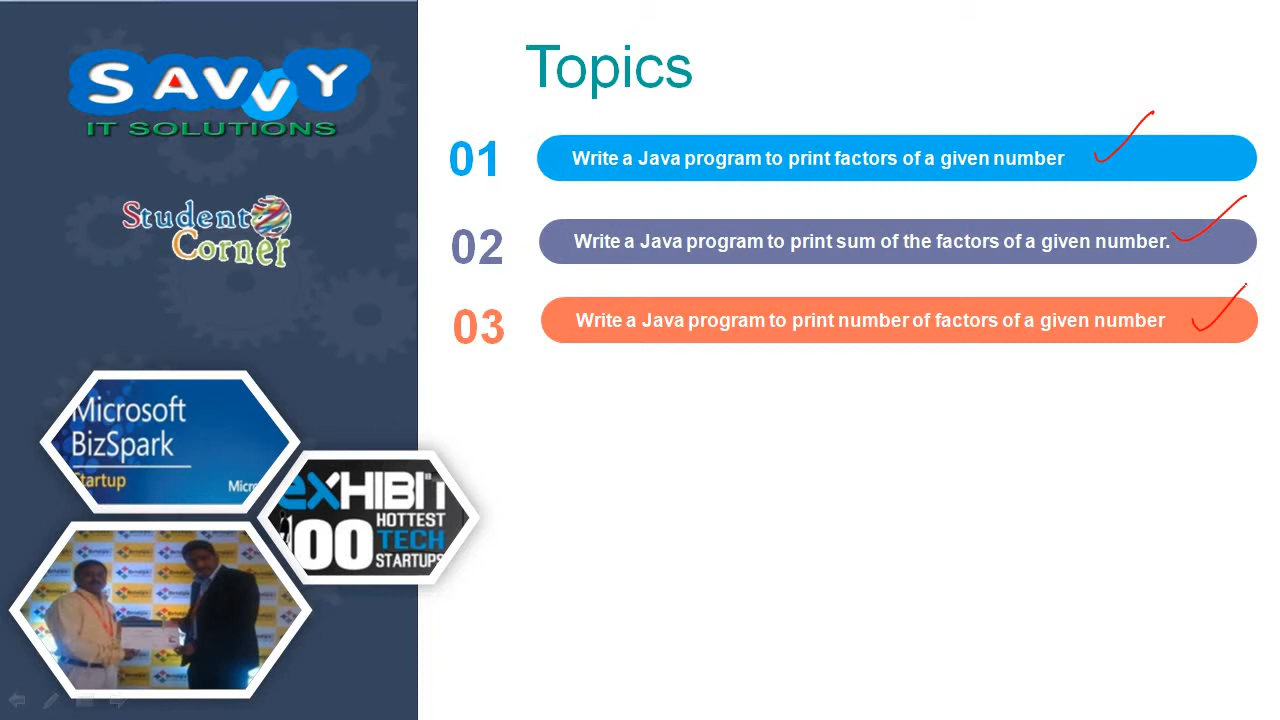 SAVVY
IT SOLUTIONS
Student
Corner
Topics
01 Write a Java program to print factors of a given number
02 Write a Java program to print sum of the factors of a given number.
03 Write a Java program to print number of factors of a given number
Microsoft
BizSpark
Startup
Micro
eXHIBIT
100
HOTTEST
TECH
STARTUPS